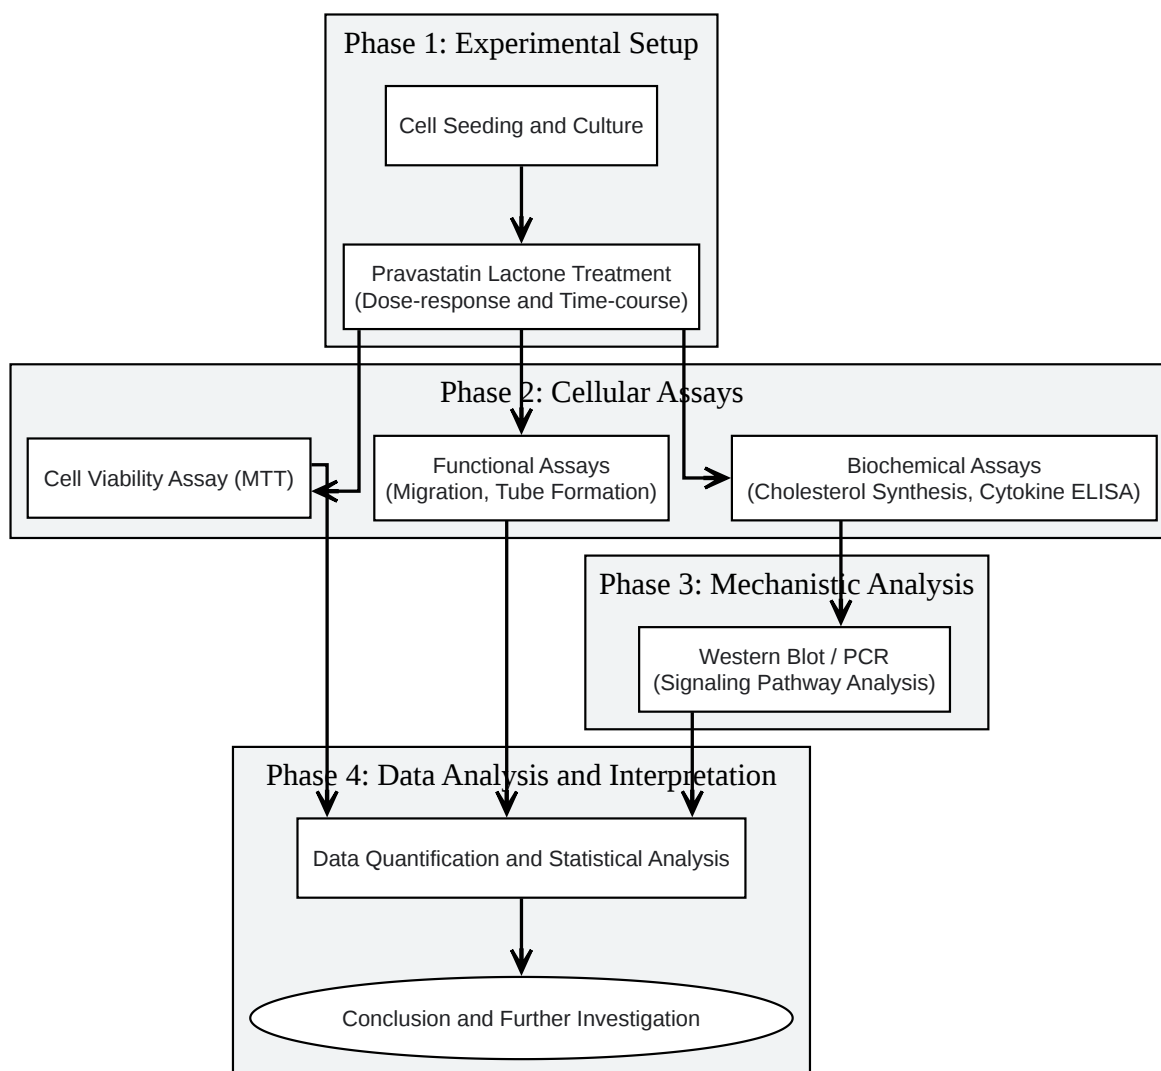 Phase 1: Experimental Setup
Cell Seeding and Culture
Pravastatin Lactone Treatment
(Dose-response and Time-course)
Phase 2: Cellular Assays
Cell Viability Assay (MTT)
Functional Assays
(Migration, Tube Formation)
Biochemical Assays
(Cholesterol Synthesis, Cytokine ELISA)
Phase 3: Mechanistic Analysis
Western Blot / PCR
(Signaling Pathway Analysis)
Phase 4: Data Analysis and Interpretation
Data Quantification and Statistical Analysis
Conclusion and Further Investigation